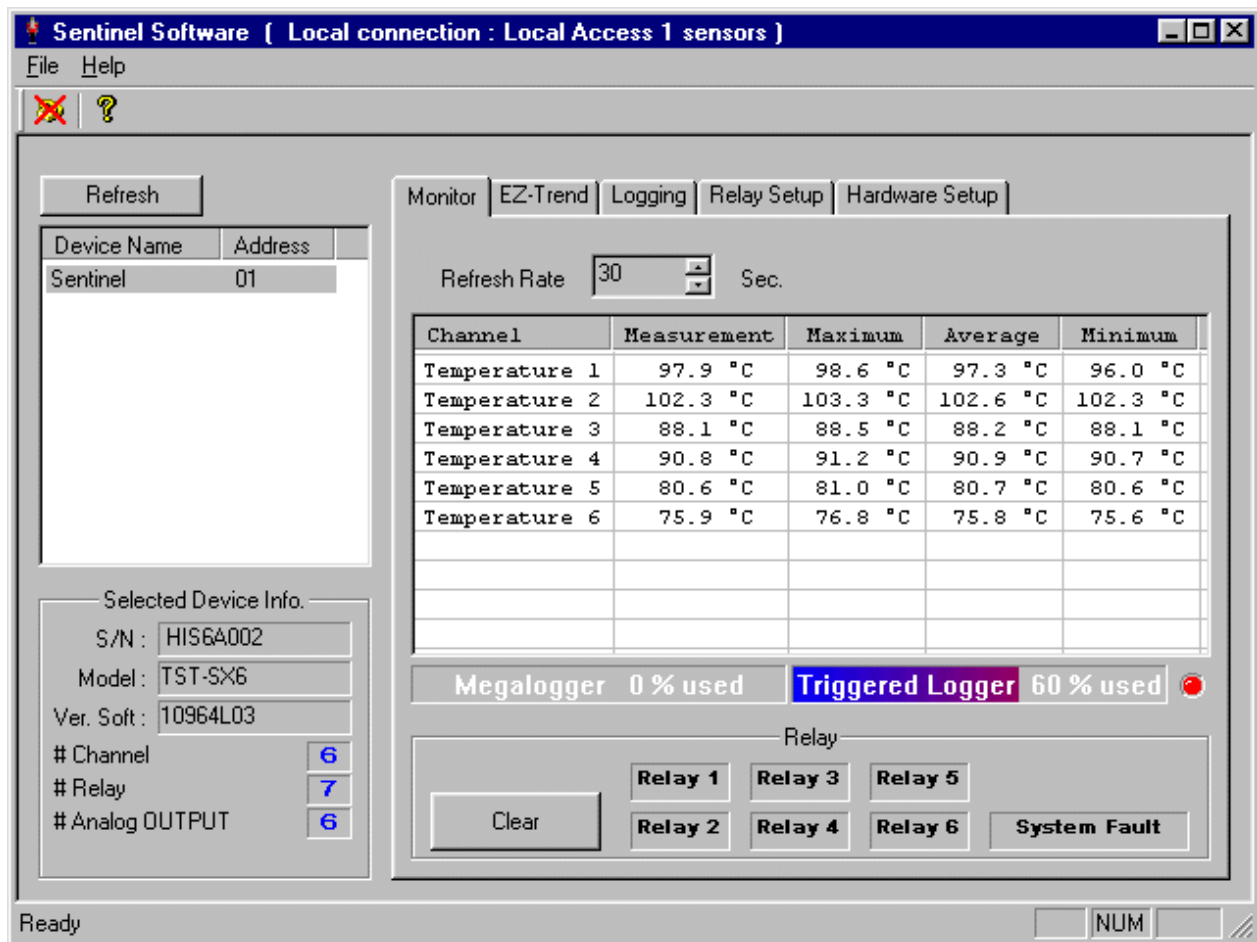 Sentinel Software ( Local connection : Local Access 1 sensors )
File Help
Refresh
Device Name Address
Sentinel 01
Selected Device Info.
S/N : HIS6A002
Model : TST-SX6
Ver. Soft : 10964L03
# Channel 6
# Relay 7
# Analog OUTPUT 6
Monitor EZ-Trend Logging Relay Setup Hardware Setup
Refresh Rate 30 Sec.
Channel Measurement Maximum Average Minimum
Temperature 1 97.9 °C 98.6 °C 97.3 °C 96.0 °C
Temperature 2 102.3 °C 103.3 °C 102.6 °C 102.3 °C
Temperature 3 88.1 °C 88.5 °C 88.2 °C 88.1 °C
Temperature 4 90.8 °C 91.2 °C 90.9 °C 90.7 °C
Temperature 5 80.6 °C 81.0 °C 80.7 °C 80.6 °C
Temperature 6 75.9 °C 76.8 °C 75.8 °C 75.6 °C
Megalogger 0 % used Triggered Logger 60 % used
Relay
Clear
Relay 1 Relay 3 Relay 5
Relay 2 Relay 4 Relay 6 System Fault
Ready NUM